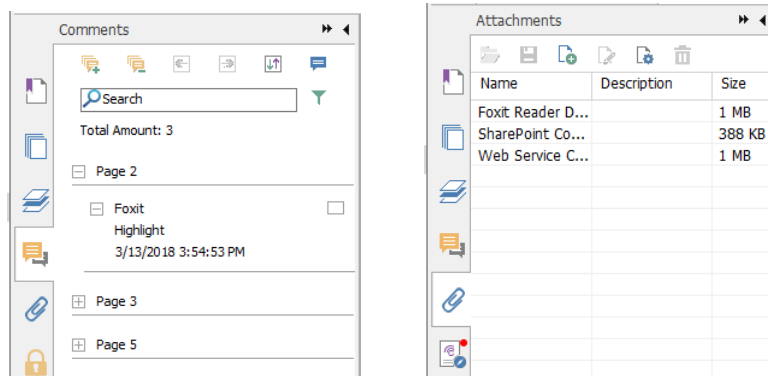 Comments
Search
Total Amount: 3
Page 2
Foxit
Highlight
3/13/2018 3:54:53 PM
Page 3
Page 5
Attachments
Name Description Size
Foxit Reader D... 1 MB
SharePoint Co... 388 KB
Web Service C... 1 MB